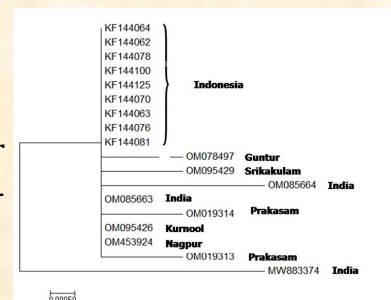 KF144064
KF144062
KF144078
KF144100
KF144125
KF144070
KF144063
KF144076
KF144081
Indonesia
OM078497 Guntur
OM095429 Srikakulam
OM085664 India
OM085663 India
OM019314 Prakasam
OM095426 Kurnool
OM453924 Nagpur
OM019313 Prakasam
MW883374 India
0.00050